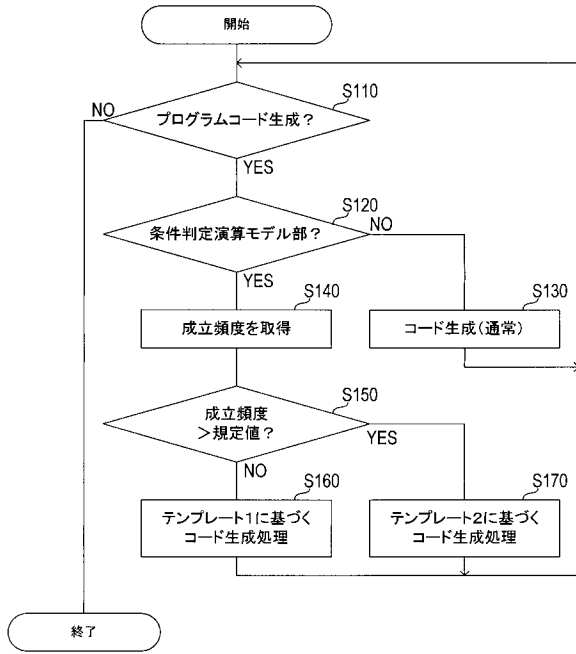 開始
S110
NO
プログラムコード生成？
YES
S120
NO
条件判定演算モデル部？
YES
S140
成立頻度を取得
S130
コード生成(通常)
S150
成立頻度
＞規定値？
YES
NO
S160
テンプレート1に基づく
コード生成処理
S170
テンプレート2に基づく
コード生成処理
終了